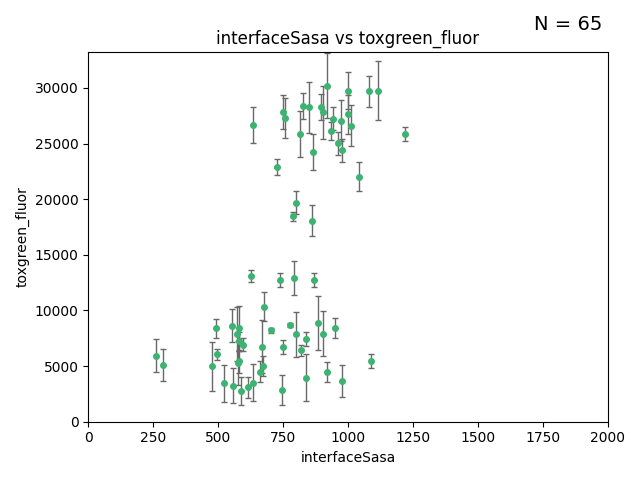 N = 65
interfaceSasa vs toxgreen_fluor
toxgreen_fluor
30000
25000
20000
15000
10000
5000
0
0 250 500 750 1000 1250 1500 1750 2000
interfaceSasa